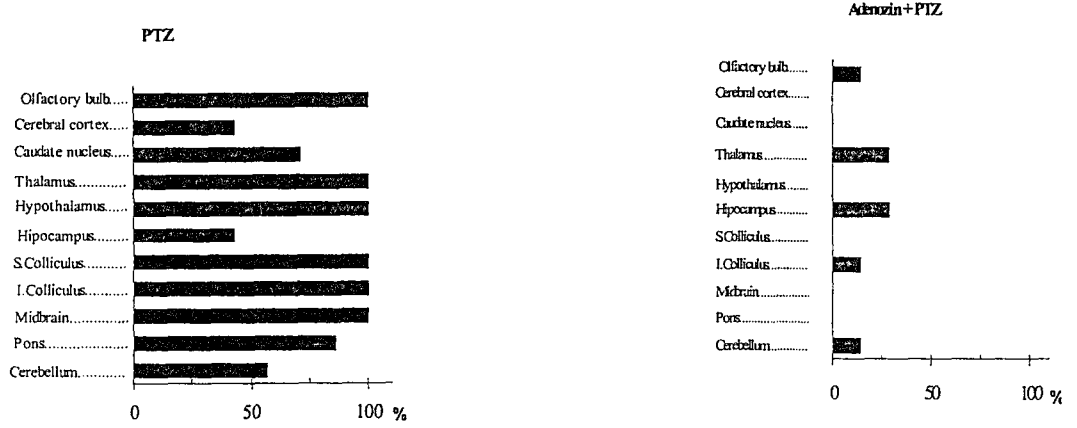 PTZ
Olfactory bulb.....
Cerebral cortex.....
Caudate nucleus.....
Thalamus.............
Hypothalamus......
Hipocampus.........
S.Colliculus..........
I.Colliculus...........
Midbrain..............
Pons.....................
Cerebellum............
0 50 100 %
Adenozin+PTZ
Olfactory bulb......
Cerebral cortex.......
Caudate nucleus.....
Thalamus..............
Hypothalamus.......
Hipocampus..........
S.Colliculus...........
I.Colliculus............
Midbrain...............
Pons......................
Cerebellum............
0 50 100 %